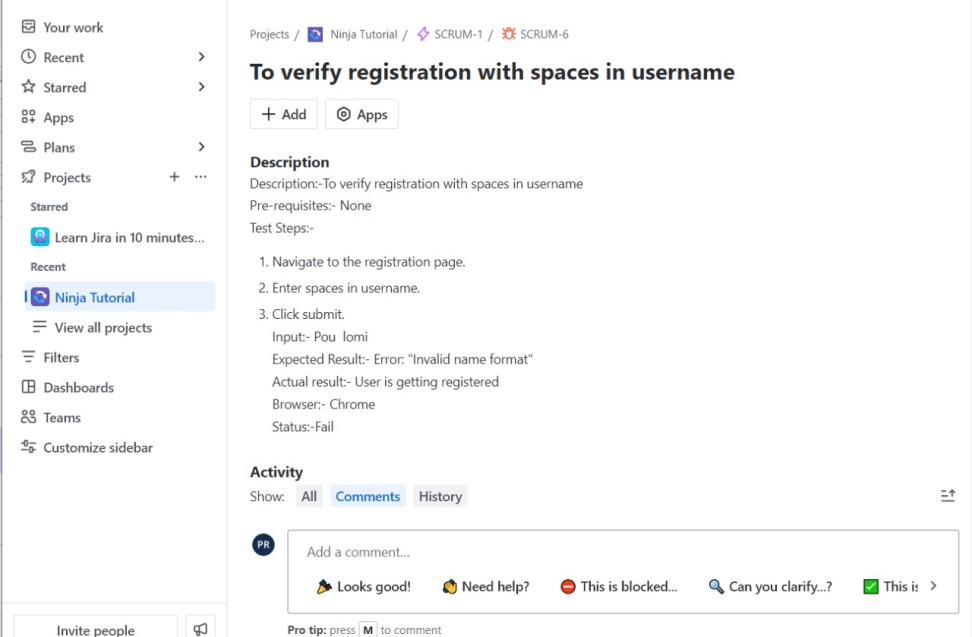 Your work
Recent
Starred
Apps
Plans
Projects
Starred
Learn Jira in 10 minutes...
Recent
Ninja Tutorial
View all projects
Filters
Dashboards
Teams
Customize sidebar
Invite people
Projects / Ninja Tutorial / SCRUM-1 / SCRUM-6
To verify registration with spaces in username
+ Add Apps
Description
Description:-To verify registration with spaces in username
Pre-requisites:- None
Test Steps:-
1. Navigate to the registration page.
2. Enter spaces in username.
3. Click submit.
Input:- Pou  lomi
Expected Result:- Error: "Invalid name format"
Actual result:- User is getting registered
Browser:- Chrome
Status:-Fail
Activity
Show: All Comments History
PR
Add a comment...
Looks good! Need help? This is blocked... Can you clarify...? This is
Pro tip: press M to comment